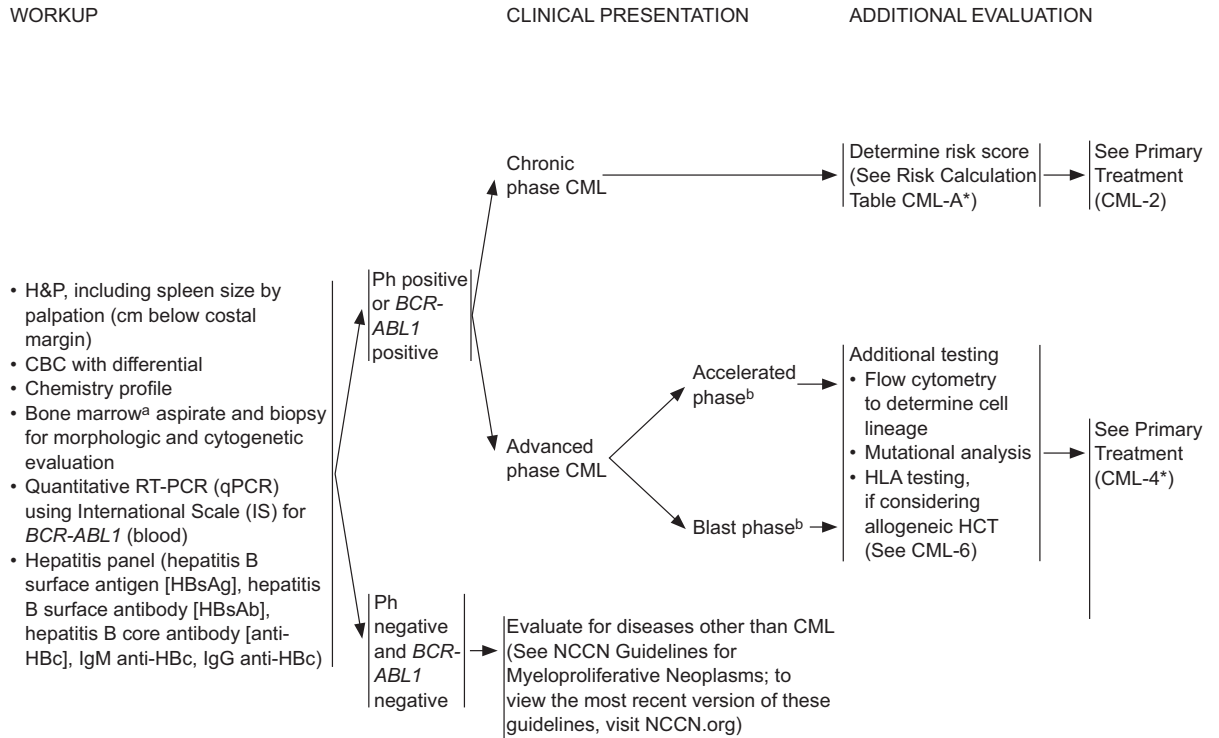 WORKUP
CLINICAL PRESENTATION
ADDITIONAL EVALUATION
• H&P, including spleen size by
palpation (cm below costal
margin)
• CBC with differential
• Chemistry profile
• Bone marrowᵃ aspirate and biopsy
for morphologic and cytogenetic
evaluation
• Quantitative RT-PCR (qPCR)
using International Scale (IS) for
BCR-ABL1 (blood)
• Hepatitis panel (hepatitis B
surface antigen [HBsAg], hepatitis
B surface antibody [HBsAb],
hepatitis B core antibody [anti-
HBc], IgM anti-HBc, IgG anti-HBc)
Ph positive
or BCR-
ABL1
positive
Chronic
phase CML
Determine risk score
(See Risk Calculation
Table CML-A*)
See Primary
Treatment
(CML-2)
Advanced
phase CML
Accelerated
phaseᵇ
Blast phaseᵇ
Additional testing
• Flow cytometry
to determine cell
lineage
• Mutational analysis
• HLA testing,
if considering
allogeneic HCT
(See CML-6)
See Primary
Treatment
(CML-4*)
Ph
negative
and BCR-
ABL1
negative
Evaluate for diseases other than CML
(See NCCN Guidelines for
Myeloproliferative Neoplasms; to
view the most recent version of these
guidelines, visit NCCN.org)